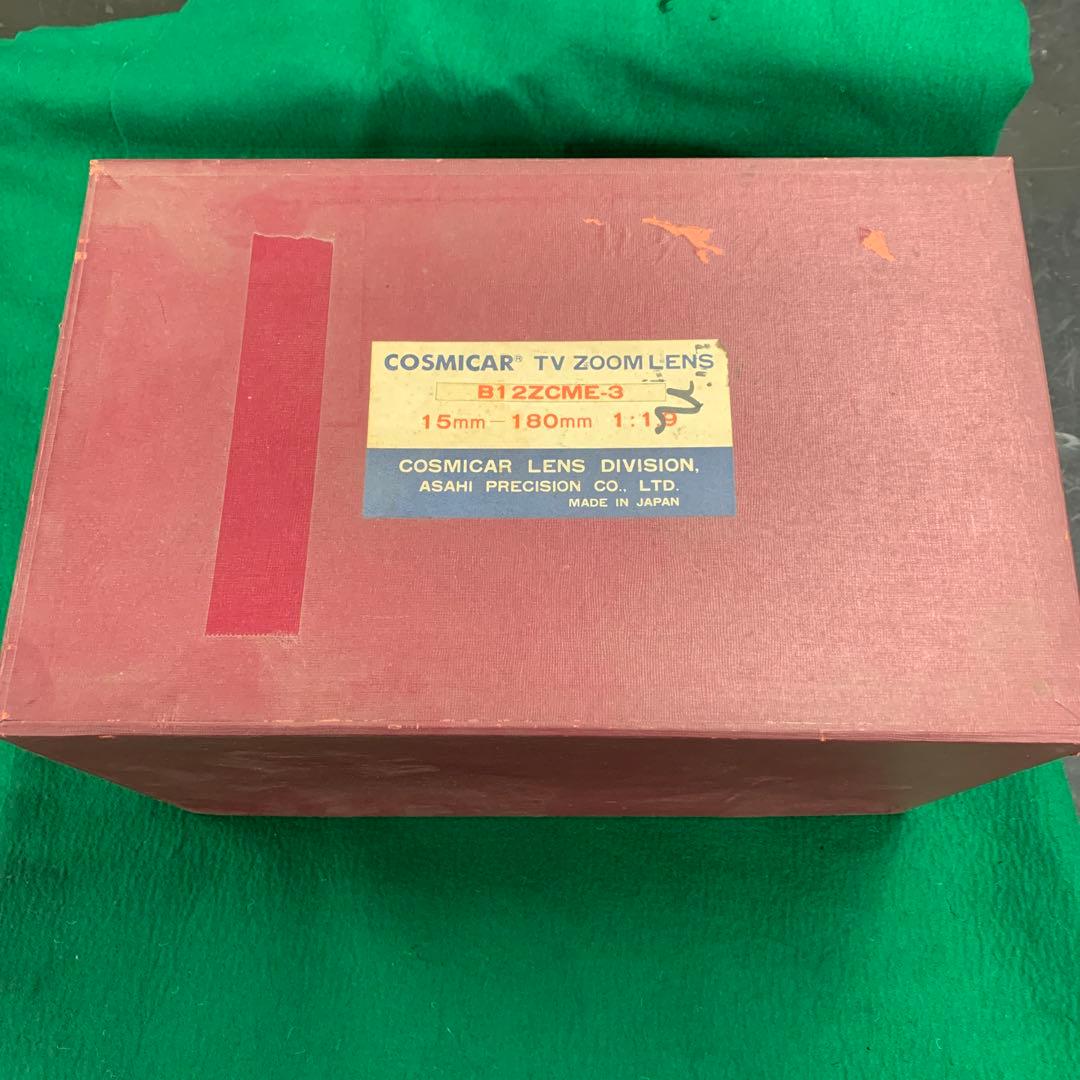 COSMICAR® TV ZOOM LENS
B12ZCME-3
15mm－180mm 1:1.9
COSMICAR LENS DIVISION,
ASAHI PRECISION CO., LTD.
MADE IN JAPAN